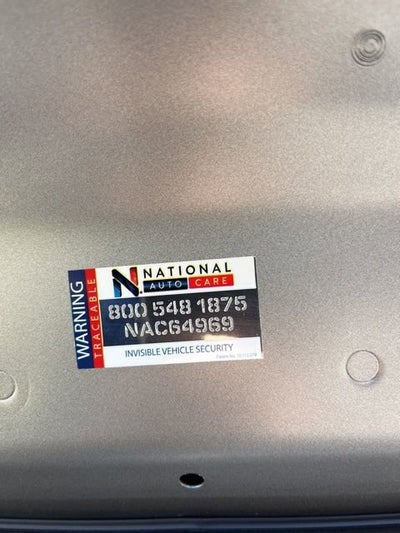 WARNING
TRACEABLE
N. NATIONAL
AUTO CARE
800 548 1875
NAC64969
INVISIBLE VEHICLE SECURITY